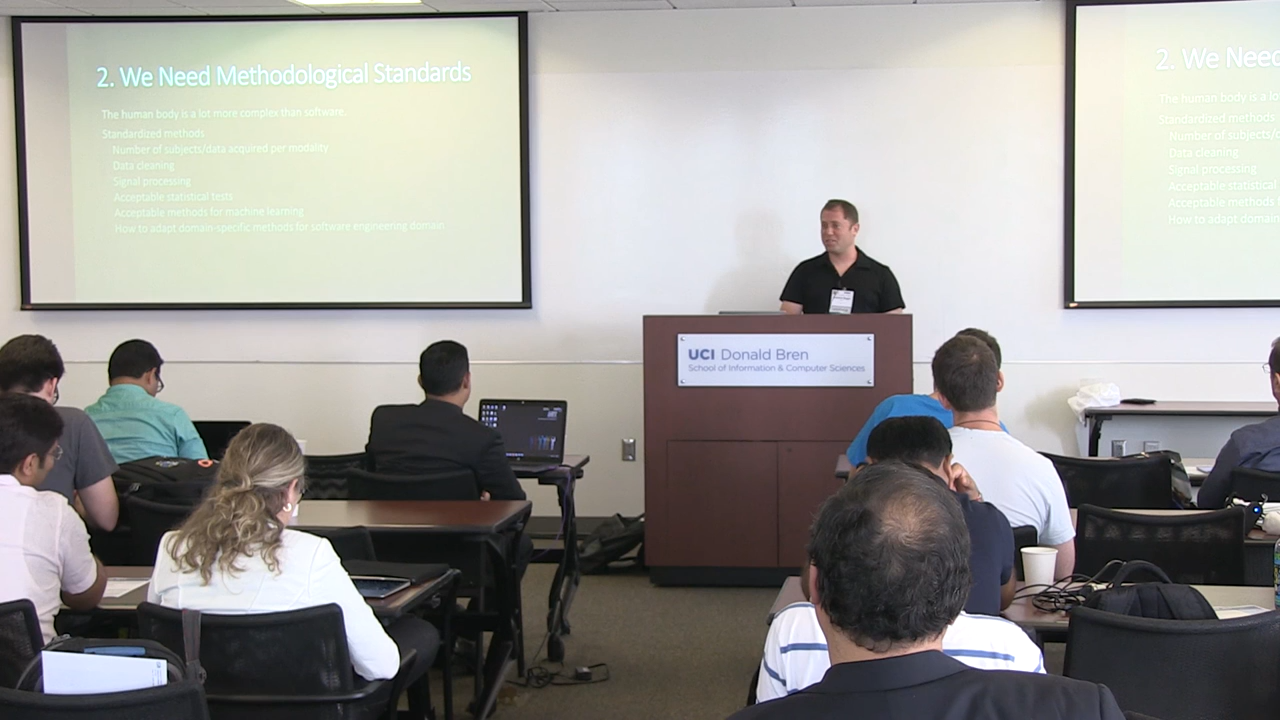 2. We Need Methodological Standards
The human body is a lot more complex than software.
Standardized methods
Number of subjects/data acquired per modality
Data cleaning
Signal processing
Acceptable statistical tests
Acceptable methods for machine learning
How to adapt domain-specific methods for software engineering domain
UCI Donald Bren
School of Information & Computer Sciences
2. We Need
The human body is a lo
Standardized methods
Number of subjects/
Data cleaning
Signal processing
Acceptable statistical
Acceptable methods
How to adapt domain